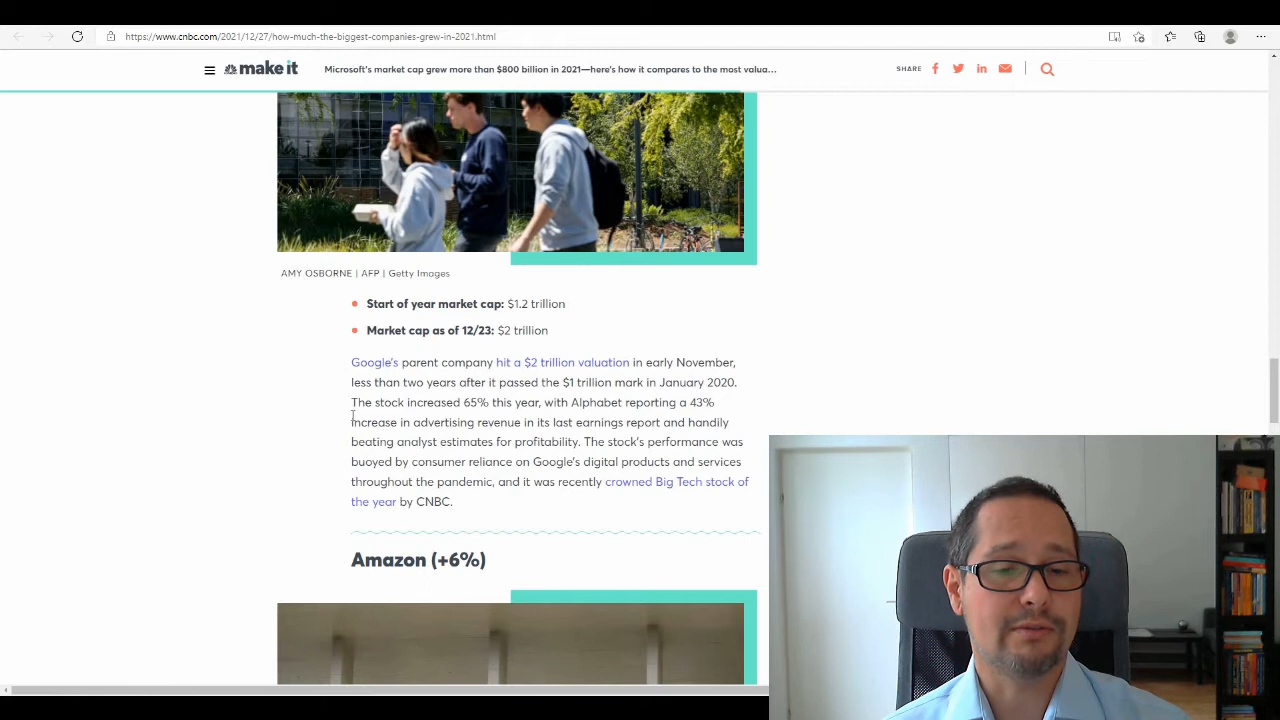 https://www.cnbc.com/2021/12/27/how-much-the-biggest-companies-grew-in-2021.html
make it
Microsoft's market cap grew more than $800 billion in 2021—here's how it compares to the most valua...
SHARE
AMY OSBORNE | AFP | Getty Images
Start of year market cap: $1.2 trillion
Market cap as of 12/23: $2 trillion
Google's parent company hit a $2 trillion valuation in early November,
less than two years after it passed the $1 trillion mark in January 2020.
The stock increased 65% this year, with Alphabet reporting a 43%
increase in advertising revenue in its last earnings report and handily
beating analyst estimates for profitability. The stock's performance was
buoyed by consumer reliance on Google's digital products and services
throughout the pandemic, and it was recently crowned Big Tech stock of
the year by CNBC.
Amazon (+6%)